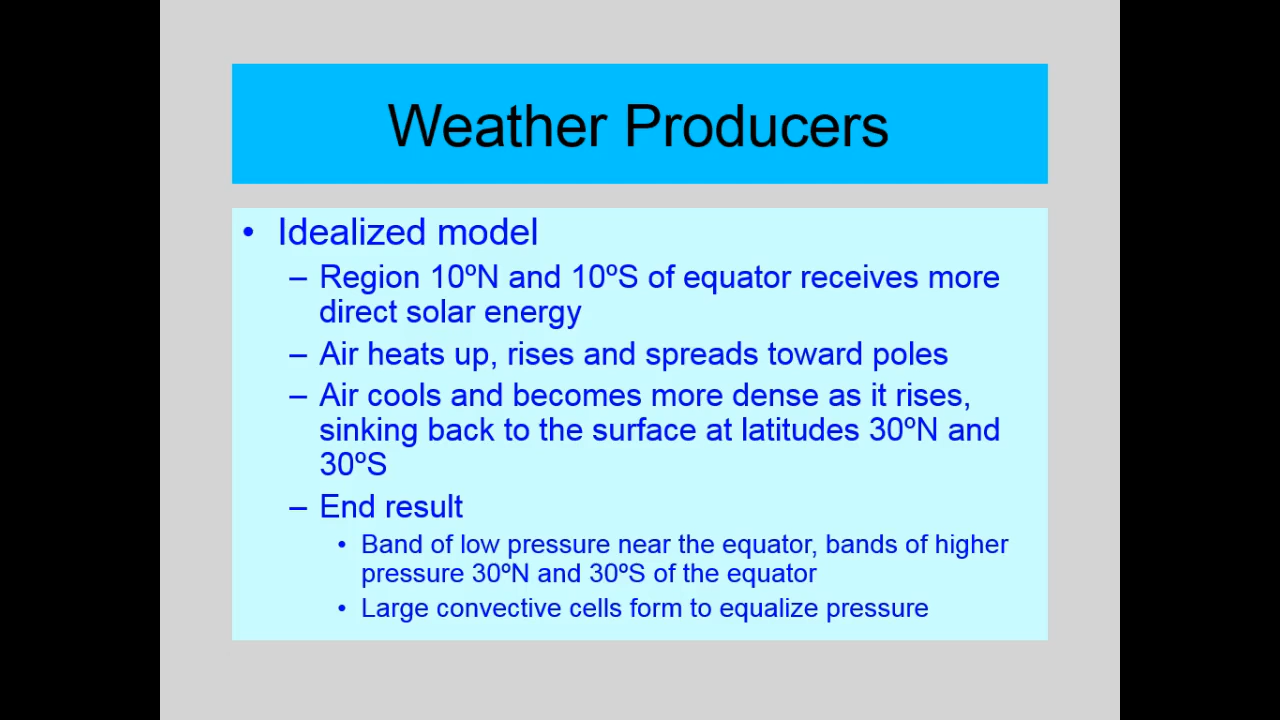 Weather Producers
• Idealized model
– Region 10ºN and 10ºS of equator receives more
direct solar energy
– Air heats up, rises and spreads toward poles
– Air cools and becomes more dense as it rises,
sinking back to the surface at latitudes 30ºN and
30ºS
– End result
• Band of low pressure near the equator, bands of higher
pressure 30ºN and 30ºS of the equator
• Large convective cells form to equalize pressure